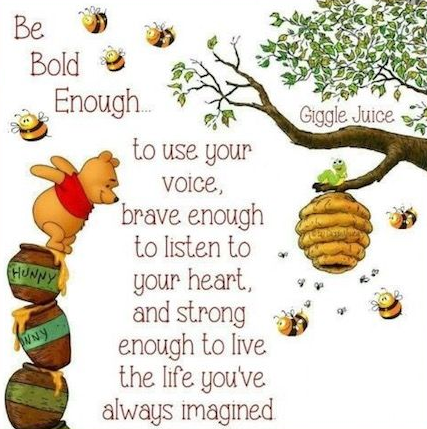 Be
Bold
Enough...
Giggle Juice
to use your
voice,
brave enough
to listen to
your heart,
and strong
enough to live
the life you've
always imagined.
HUNNY
NNY